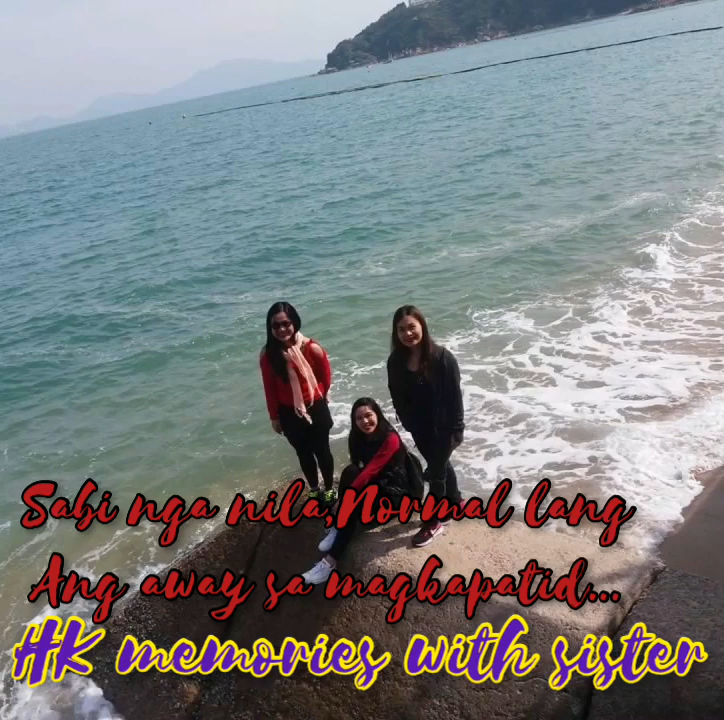 Sabi nga nila,Normal lang
Ang away sa magkapatid...
HK memories with sister